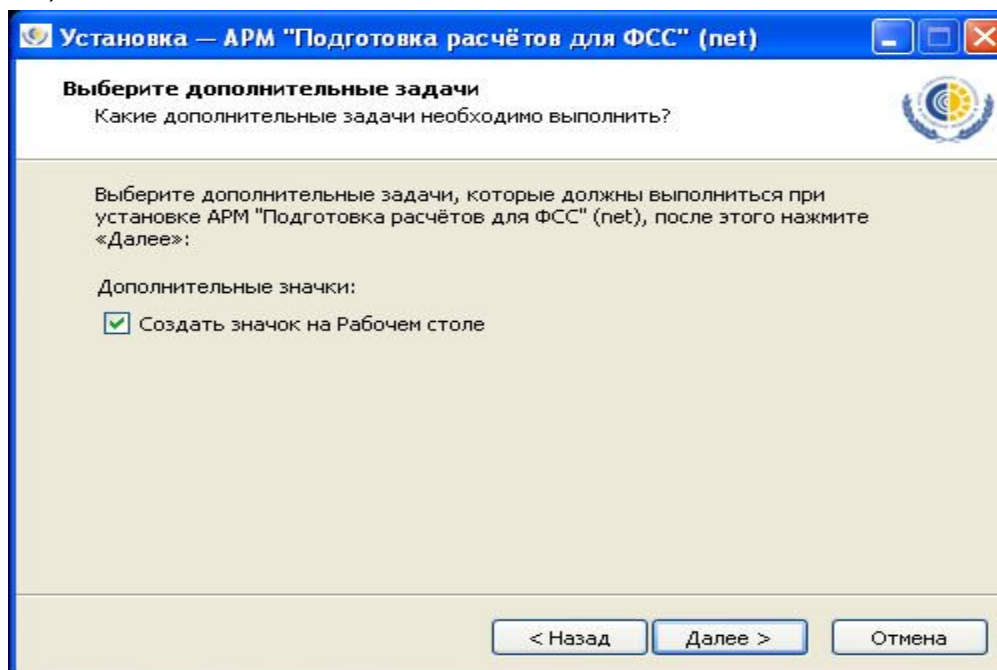 Установка — АРМ "Подготовка расчётов для ФСС" (net)
Выберите дополнительные задачи
Какие дополнительные задачи необходимо выполнить?
Выберите дополнительные задачи, которые должны выполниться при
установке АРМ "Подготовка расчётов для ФСС" (net), после этого нажмите
«Далее»:
Дополнительные значки:
Создать значок на Рабочем столе
< Назад
Далее >
Отмена